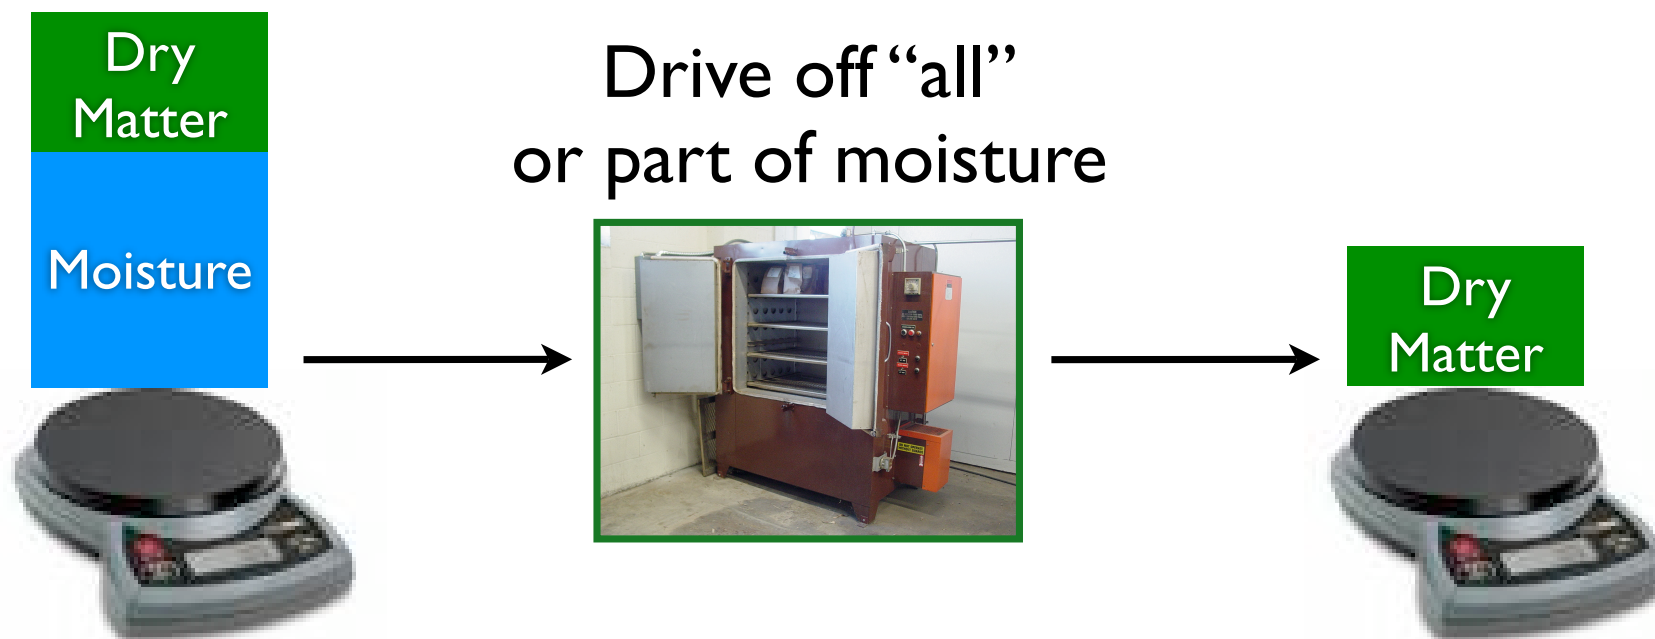 Dry
Matter
Moisture
Drive off “all”
or part of moisture
Dry
Matter